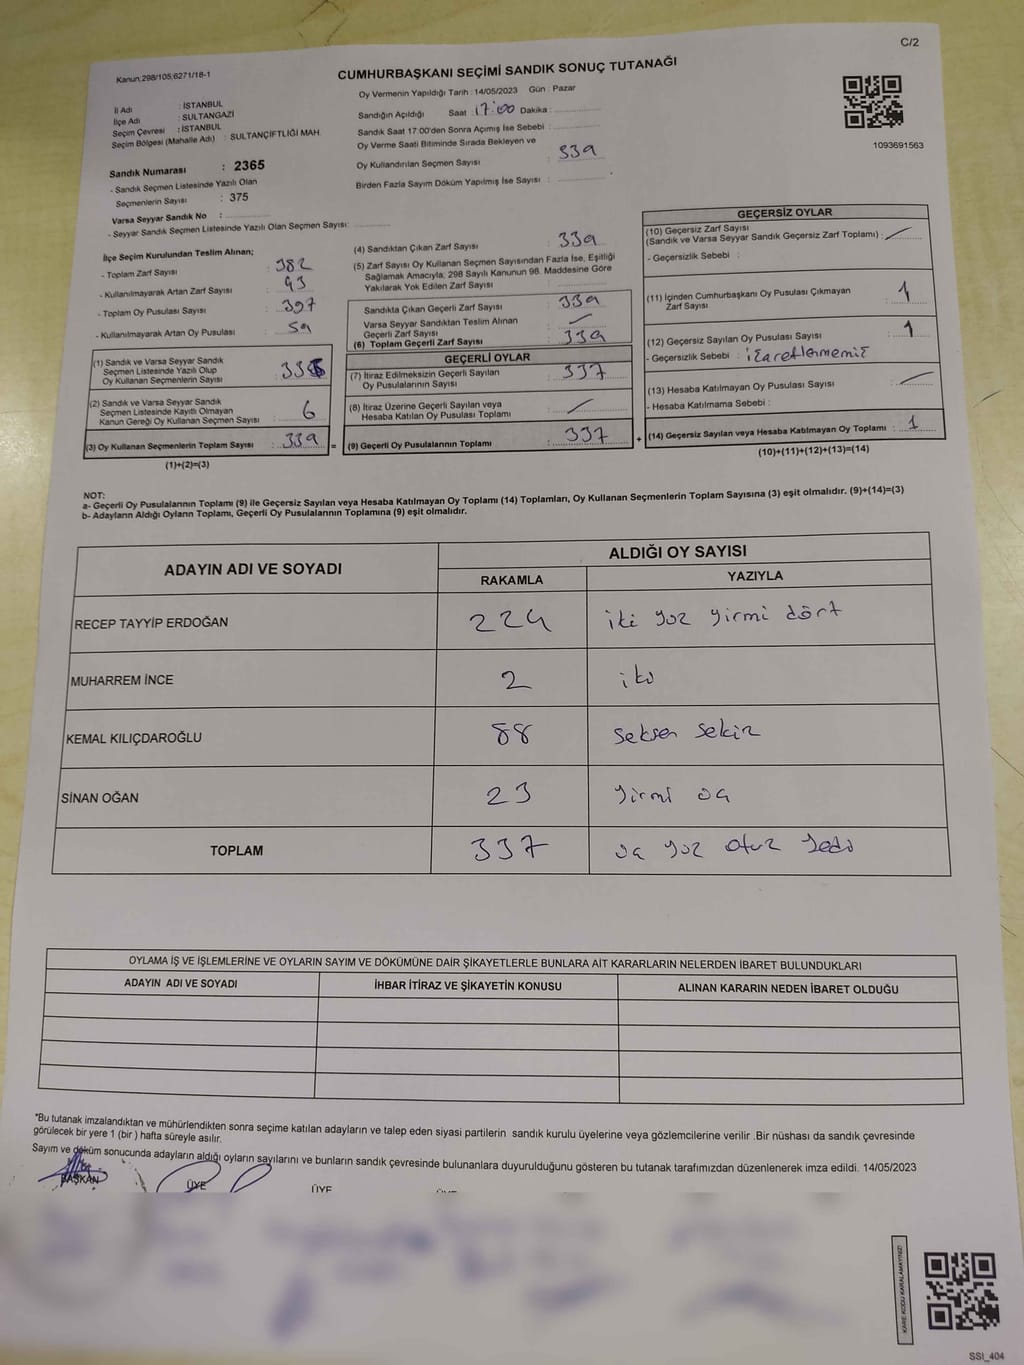 C/2
Kanun:298/105;6271/18-1
CUMHURBAŞKANI SEÇİMİ SANDIK SONUÇ TUTANAĞI
İl Adı : İSTANBUL
İlçe Adı : SULTANGAZİ
Seçim Çevresi : İSTANBUL
Seçim Bölgesi (Mahalle Adı) : SULTANÇİFTLİĞİ MAH.
Sandık Numarası : 2365
- Sandık Seçmen Listesinde Yazılı Olan
Seçmenlerin Sayısı : 375
Varsa Seyyar Sandık No :
- Seyyar Sandık Seçmen Listesinde Yazılı Olan Seçmen Sayısı:
Oy Vermenin Yapıldığı Tarih : 14/05/2023 Gün : Pazar
Sandığın Açıldığı Saat : 17:00 Dakika :
Sandık Saat 17:00'den Sonra Açımış İse Sebebi :
Oy Verme Saati Bitiminde Sırada Bekleyen ve
Oy Kullandırılan Seçmen Sayısı : 339
Birden Fazla Sayım Döküm Yapılmış İse Sayısı :
1093691563
İlçe Seçim Kurulundan Teslim Alınan;
- Toplam Zarf Sayısı : 382
- Kullanılmayarak Artan Zarf Sayısı : 43
- Toplam Oy Pusulası Sayısı : 397
- Kullanılmayarak Artan Oy Pusulası : 59
(1) Sandık ve Varsa Seyyar Sandık
Seçmen Listesinde Yazılı Olup
Oy Kullanan Seçmenlerin Sayısı :
(2) Sandık ve Varsa Seyyar Sandık
Seçmen Listesinde Kayıtlı Olmayan
Kanun Gereği Oy Kullanan Seçmen Sayısı : 6
(3) Oy Kullanan Seçmenlerin Toplam Sayısı : 339
(1)+(2)=(3)
=
(4) Sandıktan Çıkan Zarf Sayısı : 339
(5) Zarf Sayısı Oy Kullanan Seçmen Sayısından Fazla İse, Eşitliği
Sağlamak Amacıyla, 298 Sayılı Kanunun 98. Maddesine Göre
Yakılarak Yok Edilen Zarf Sayısı :
Sandıkta Çıkan Geçerli Zarf Sayısı : 339
Varsa Seyyar Sandıktan Teslim Alınan
Geçerli Zarf Sayısı :
(6) Toplam Geçerli Zarf Sayısı : 339
GEÇERLİ OYLAR
(7) İtiraz Edilmeksizin Geçerli Sayılan
Oy Pusulalarının Sayısı : 337
(8) İtiraz Üzerine Geçerli Sayılan veya
Hesaba Katılan Oy Pusulası Toplamı :
(9) Geçerli Oy Pusulalarının Toplamı : 337
+
GEÇERSİZ OYLAR
(10) Geçersiz Zarf Sayısı
(Sandık ve Varsa Seyyar Sandık Geçersiz Zarf Toplamı) :
- Geçersizlik Sebebi :
(11) İçinden Cumhurbaşkanı Oy Pusulası Çıkmayan
Zarf Sayısı : 1
(12) Geçersiz Sayılan Oy Pusulası Sayısı : 1
- Geçersizlik Sebebi : işaretlenmemiş
(13) Hesaba Katılmayan Oy Pusulası Sayısı :
- Hesaba Katılmama Sebebi :
(14) Geçersiz Sayılan veya Hesaba Katılmayan Oy Toplamı : 1
(10)+(11)+(12)+(13)=(14)
NOT:
a- Geçerli Oy Pusulalarının Toplamı (9) ile Geçersiz Sayılan veya Hesaba Katılmayan Oy Toplamı (14) Toplamları, Oy Kullanan Seçmenlerin Toplam Sayısına (3) eşit olmalıdır. (9)+(14)=(3)
b- Adayların Aldığı Oyların Toplamı, Geçerli Oy Pusulalarının Toplamına (9) eşit olmalıdır.
ADAYIN ADI VE SOYADI ALDIĞI OY SAYISI
RAKAMLA YAZIYLA
RECEP TAYYİP ERDOĞAN 224 iki yüz yirmi dört
MUHARREM İNCE 2 iki
KEMAL KILIÇDAROĞLU 88 seksen sekiz
SİNAN OĞAN 23 yirmi üç
TOPLAM 337 üç yüz otuz yedi
OYLAMA İŞ VE İŞLEMLERİNE VE OYLARIN SAYIM VE DÖKÜMÜNE DAİR ŞİKAYETLERLE BUNLARA AİT KARARLARIN NELERDEN İBARET BULUNDUKLARI
ADAYIN ADI VE SOYADI İHBAR İTİRAZ VE ŞİKAYETİN KONUSU ALINAN KARARIN NEDEN İBARET OLDUĞU
*Bu tutanak imzalandıktan ve mühürlendikten sonra seçime katılan adayların ve talep eden siyasi partilerin sandık kurulu üyelerine veya gözlemcilerine verilir .Bir nüshası da sandık çevresinde
görülecek bir yere 1 (bir ) hafta süreyle asılır.
Sayım ve döküm sonucunda adayların aldığı oyların sayılarını ve bunların sandık çevresinde bulunanlara duyurulduğunu gösteren bu tutanak tarafımızdan düzenlenerek imza edildi. 14/05/2023
BAŞKAN ÜYE ÜYE
KARE KODU KARALAMAYINIZ!
SSI_404